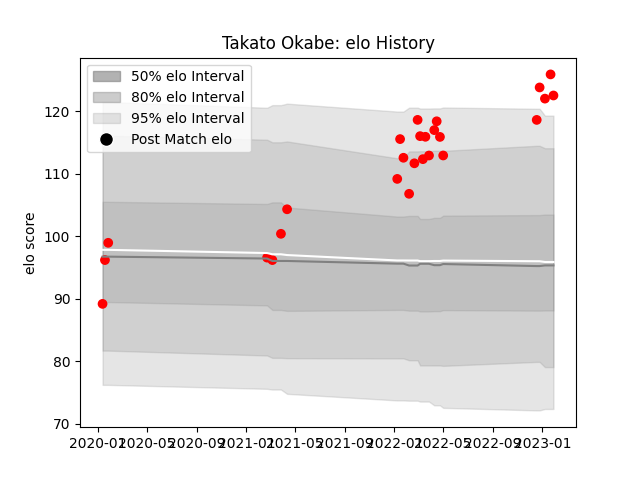 Takato Okabe: elo History
50% elo Interval
80% elo Interval
95% elo Interval
Post Match elo
elo score
120
110
100
90
80
70
2020-01 2020-05 2020-09 2021-01 2021-05 2021-09 2022-01 2022-05 2022-09 2023-01